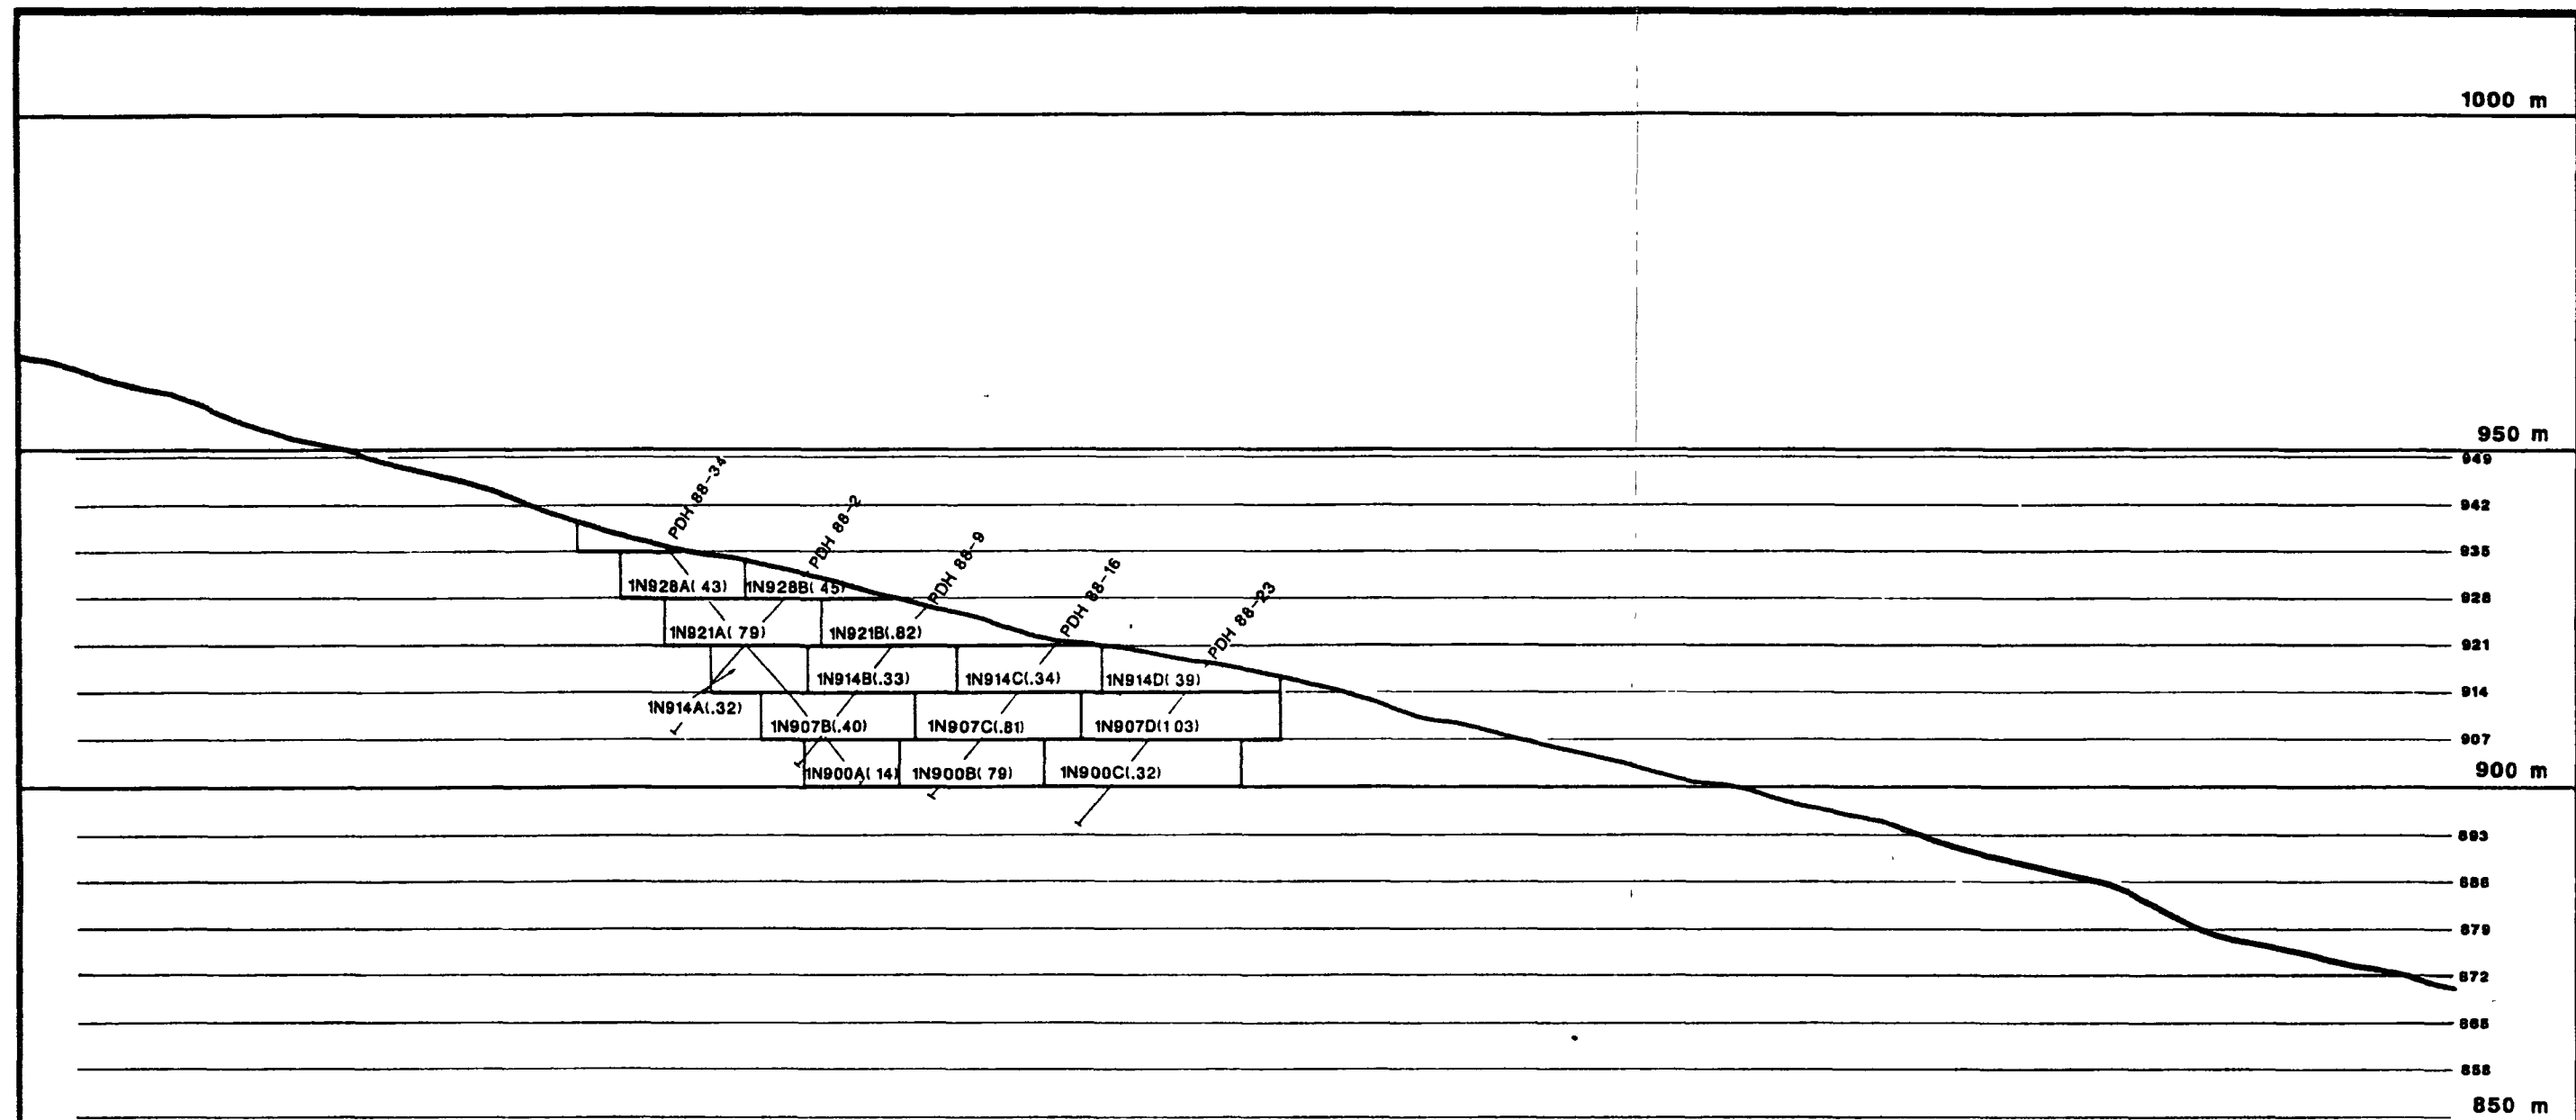 1000 m
950 m
949
942
935
928
921
914
907
900 m
893
886
879
872
865
858
850 m
PDH 88-34
PDH 88-2
PDH 88-9
PDH 88-16
PDH 88-23
1N928A( 43)
1N928B( 45)
1N921A( 79)
1N921B(.82)
1N914A(.32)
1N914B(.33)
1N914C(.34)
1N914D( 39)
1N907B(.40)
1N907C(.81)
1N907D(1 03)
1N900A( 14)
1N900B( 79)
1N900C(.32)